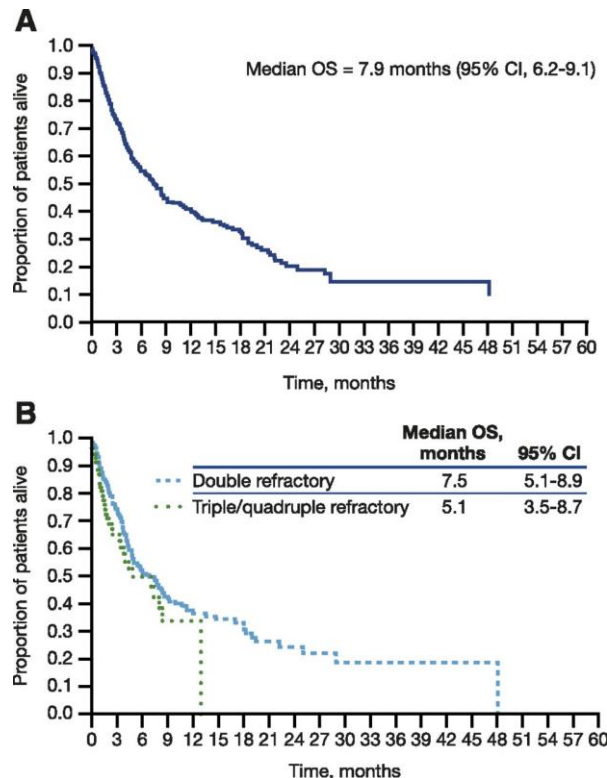 A
1.0
0.9
0.8
0.7
0.6
0.5
0.4
0.3
0.2
0.1
0.0
Proportion of patients alive
Median OS = 7.9 months (95% CI, 6.2-9.1)
0 3 6 9 12 15 18 21 24 27 30 33 36 39 42 45 48 51 54 57 60
Time, months
B
1.0
0.9
0.8
0.7
0.6
0.5
0.4
0.3
0.2
0.1
0.0
Proportion of patients alive
Median OS, months 95% CI
Double refractory 7.5 5.1-8.9
Triple/quadruple refractory 5.1 3.5-8.7
0 3 6 9 12 15 18 21 24 27 30 33 36 39 42 45 48 51 54 57 60
Time, months